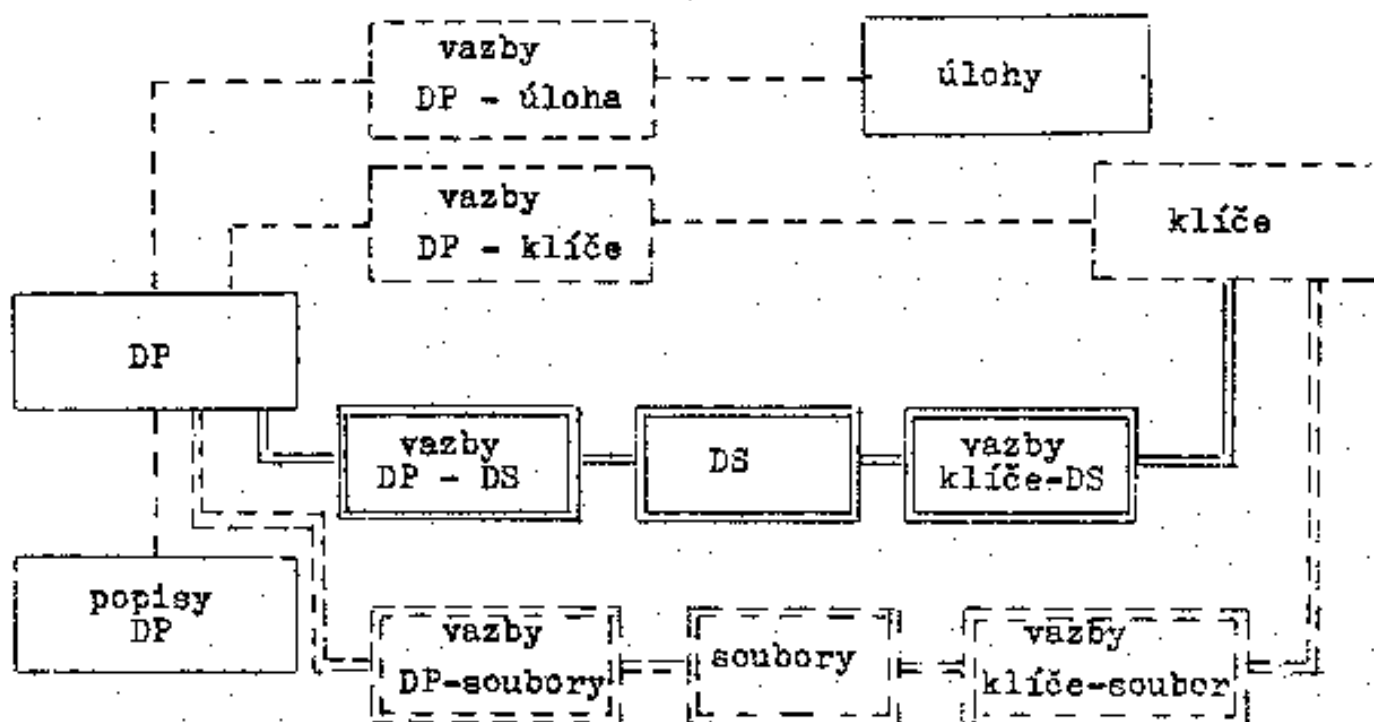 vazby
DP - úloha
úlohy
vazby
DP - klíče
klíče
DP
vazby
DP - DS
DS
vazby
klíče-DS
popisy
DP
vazby
DP-soubory
soubory
vazby
klíče-soubor